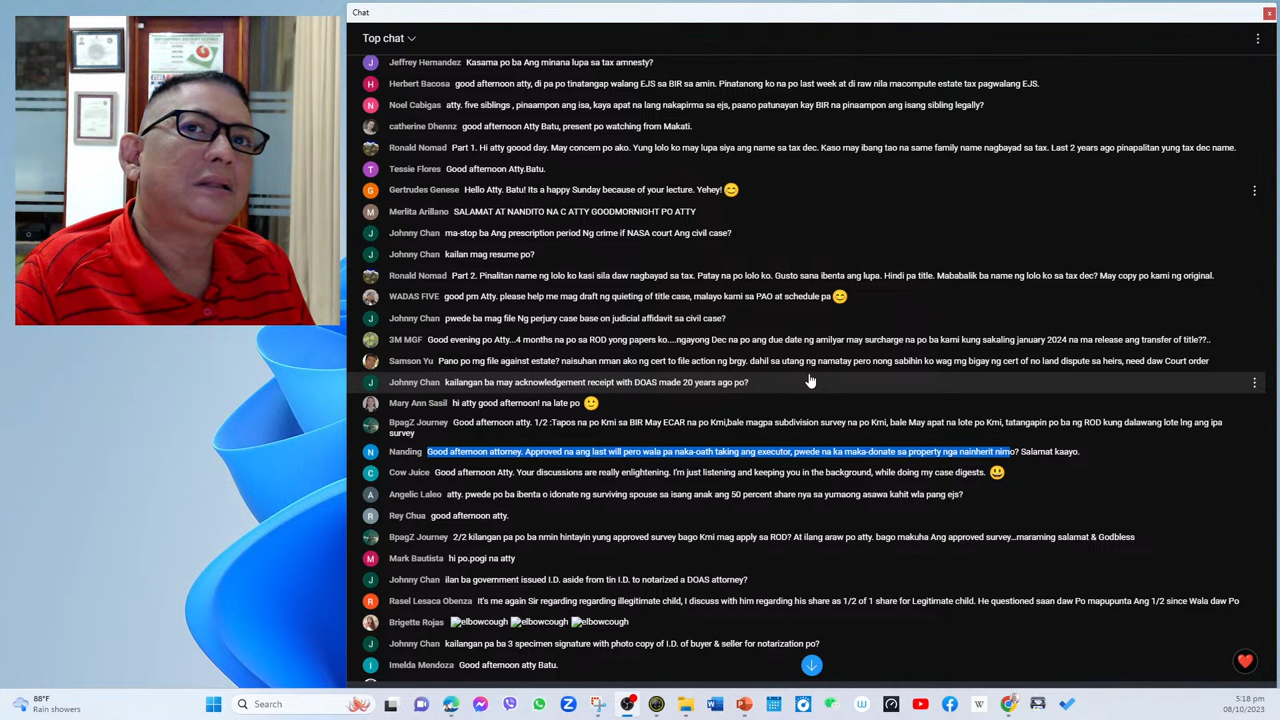 Chat
Top chat
Jeffrey Hernandez Kasama po ba Ang minana lupa sa tax amnesty?
Herbert Bacosa good afternoon atty, di pa po tinatangap walang EJS sa BIR sa amin. Pinatanong ko na po last week at di raw nila macompute estate tax pagwalang EJS.
Noel Cabigas atty. five siblings , pinaampon ang isa, kaya apat na lang nakapirma sa ejs, paano patunayan kay BIR na pinaampon ang isang sibling legally?
catherine Dhennz good afternoon Atty Batu, present po watching from Makati.
Ronald Nomad Part 1. Hi atty goood day. May concern po ako. Yung lolo ko may lupa siya ang name sa tax dec. Kaso may ibang tao na same family name nagbayad sa tax. Last 2 years ago pinapalitan yung tax dec name.
Tessie Flores Good afternoon Atty.Batu.
Gertrudes Genese Hello Atty. Batu! Its a happy Sunday because of your lecture. Yehey!😊
Merlita Arillano SALAMAT AT NANDITO NA C ATTY GOODMORNIGHT PO ATTY
Johnny Chan ma-stop ba Ang prescription period Ng crime if NASA court Ang civil case?
Johnny Chan kailan mag resume po?
Ronald Nomad Part 2. Pinalitan name ng lolo ko kasi sila daw nagbayad sa tax. Patay na po lolo ko. Gusto sana ibenta ang lupa. Hindi pa title. Mababalik ba name ng lolo ko sa tax dec? May copy po kami ng original.
WADAS FIVE good pm Atty. please help me mag draft ng quieting of title case, malayo kami sa PAO at schedule pa😊
Johnny Chan pwede ba mag file Ng perjury case base on judicial affidavit sa civil case?
3M MGF Good evening po Atty...4 months na po sa ROD yong papers ko....ngayong Dec na po ang due date ng amilyar may surcharge na po ba kami kung sakaling january 2024 na ma release ang transfer of title??..
Samson Yu Pano po mg file against estate? naisuhan nman ako ng cert to file action ng brgy. dahil sa utang ng namatay pero nong sabihin ko wag mg bigay ng cert of no land dispute sa heirs, need daw Court order
Johnny Chan kailangan ba may acknowledgement receipt with DOAS made 20 years ago po?
Mary Ann Sasil hi atty good afternoon! na late po 🙂
BpagZ Journey Good afternoon atty. 1/2 :Tapos na po Kmi sa BIR May ECAR na po Kmi,bale magpa subdivision survey na po Kmi, bale May apat na lote po Kmi, tatangapin po ba ng ROD kung dalawang lote lng ang ipa
survey
Nanding Good afternoon attorney. Approved na ang last will pero wala pa naka-oath taking ang executor, pwede na ka maka-donate sa property nga nainherit nimo? Salamat kaayo.
Cow Juice Good afternoon Atty. Your discussions are really enlightening. I'm just listening and keeping you in the background, while doing my case digests. 😃
Angelic Laleo atty. pwede po ba ibenta o idonate ng surviving spouse sa isang anak ang 50 percent share nya sa yumaong asawa kahit wla pang ejs?
Rey Chua good afternoon atty.
BpagZ Journey 2/2 kilangan pa po ba nmin hintayin yung approved survey bago Kmi mag apply sa ROD? At ilang araw po atty. bago makuha Ang approved survey...maraming salamat & Godbless
Mark Bautista hi po.pogi na atty
Johnny Chan ilan ba government issued I.D. aside from tin I.D. to notarized a DOAS attorney?
Rasel Lesaca Obenza It's me again Sir regarding regarding illegitimate child, I discuss with him regarding his share as 1/2 of 1 share for Legitimate child. He questioned saan daw Po mapupunta Ang 1/2 since Wala daw Po
Brigette Rojas elbowcough elbowcough elbowcough
Johnny Chan kailangan pa ba 3 specimen signature with photo copy of I.D. of buyer & seller for notarization po?
Imelda Mendoza Good afternoon atty Batu.
88°F
Rain showers
Search
5:18 pm
08/10/2023